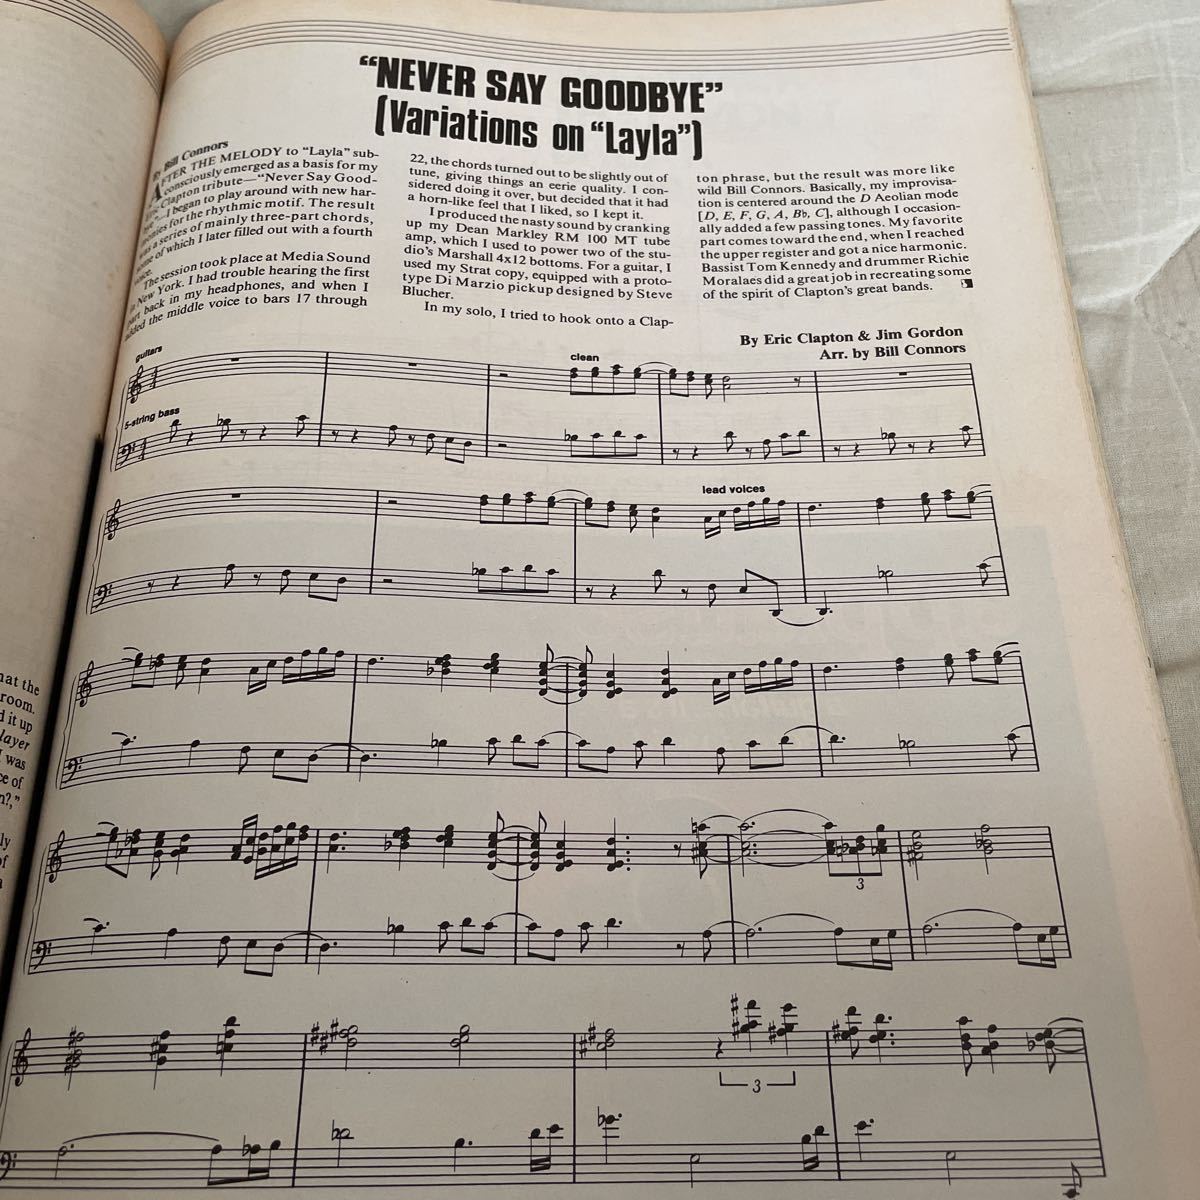 “NEVER SAY GOODBYE”
(Variations on “Layla”)
By Bill Connors
AFTER THE MELODY to “Layla” sub-
consciously emerged as a basis for my
Clapton tribute—“Never Say Good-
I began to play around with new har-
monies for the rhythmic motif. The result
was a series of mainly three-part chords,
some of which I later filled out with a fourth
voice.
The session took place at Media Sound
in New York. I had trouble hearing the first
part back in my headphones, and when I
added the middle voice to bars 17 through
22, the chords turned out to be slightly out of
tune, giving things an eerie quality. I con-
sidered doing it over, but decided that it had
a horn-like feel that I liked, so I kept it.
I produced the nasty sound by cranking
up my Dean Markley RM 100 MT tube
amp, which I used to power two of the stu-
dio’s Marshall 4x12 bottoms. For a guitar, I
used my Strat copy, equipped with a proto-
type Di Marzio pickup designed by Steve
Blucher.
In my solo, I tried to hook onto a Clap-
ton phrase, but the result was more like
wild Bill Connors. Basically, my improvisa-
tion is centered around the D Aeolian mode
[D, E, F, G, A, B♭, C], although I occasion-
ally added a few passing tones. My favorite
part comes toward the end, when I reached
the upper register and got a nice harmonic.
Bassist Tom Kennedy and drummer Richie
Moralaes did a great job in recreating some
of the spirit of Clapton’s great bands.
By Eric Clapton & Jim Gordon
Arr. by Bill Connors
guitars
clean
5-string bass
lead voices
3
3
hat the
room.
d it up
layer
I was
ce of
n?,”
ly
of
a